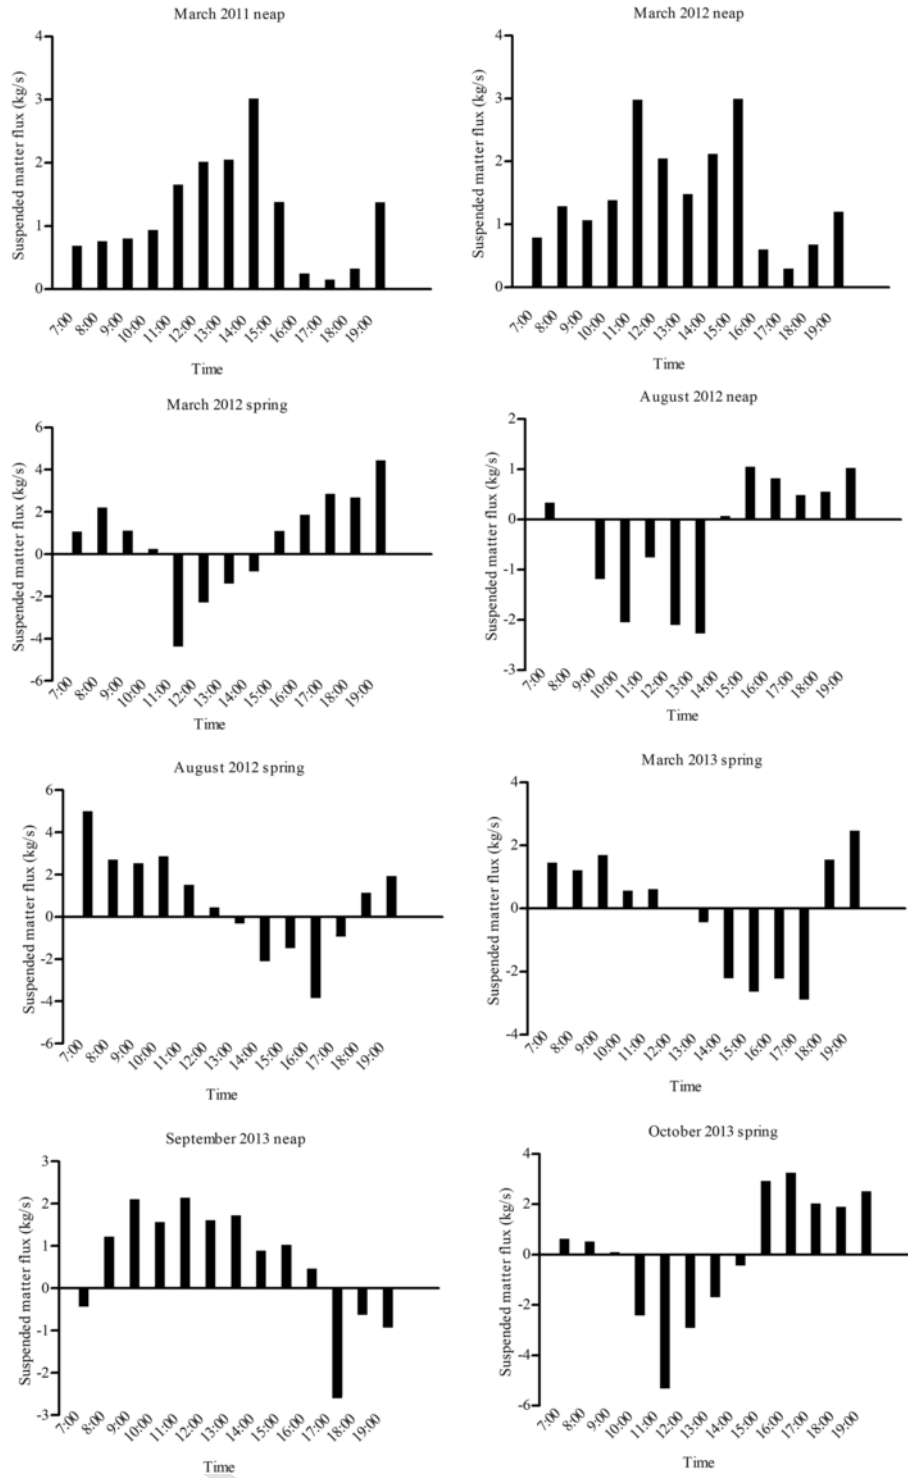 March 2011 neap
Suspended matter flux (kg/s)
4
3
2
1
0
7:00 8:00 9:00 10:00 11:00 12:00 13:00 14:00 15:00 16:00 17:00 18:00 19:00
Time
March 2012 neap
Suspended matter flux (kg/s)
4
3
2
1
0
7:00 8:00 9:00 10:00 11:00 12:00 13:00 14:00 15:00 16:00 17:00 18:00 19:00
Time
March 2012 spring
Suspended matter flux (kg/s)
6
4
2
0
-2
-4
-6
7:00 8:00 9:00 10:00 11:00 12:00 13:00 14:00 15:00 16:00 17:00 18:00 19:00
Time
August 2012 neap
Suspended matter flux (kg/s)
2
1
0
-1
-2
-3
7:00 8:00 9:00 10:00 11:00 12:00 13:00 14:00 15:00 16:00 17:00 18:00 19:00
Time
August 2012 spring
Suspended matter flux (kg/s)
6
4
2
0
-2
-4
-6
7:00 8:00 9:00 10:00 11:00 12:00 13:00 14:00 15:00 16:00 17:00 18:00 19:00
Time
March 2013 spring
Suspended matter flux (kg/s)
4
2
0
-2
-4
7:00 8:00 9:00 10:00 11:00 12:00 13:00 14:00 15:00 16:00 17:00 18:00 19:00
Time
September 2013 neap
Suspended matter flux (kg/s)
3
2
1
0
-1
-2
-3
7:00 8:00 9:00 10:00 11:00 12:00 13:00 14:00 15:00 16:00 17:00 18:00 19:00
Time
October 2013 spring
Suspended matter flux (kg/s)
4
2
0
-2
-4
-6
7:00 8:00 9:00 10:00 11:00 12:00 13:00 14:00 15:00 16:00 17:00 18:00 19:00
Time